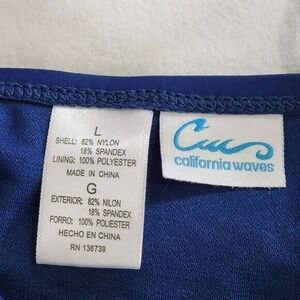 L
SHELL: 82% NYLON
18% SPANDEX
LINING: 100% POLYESTER
MADE IN CHINA
G
EXTERIOR: 82% NILON
18% SPANDEX
FORRO: 100% POLIESTER
HECHO EN CHINA
RN 136739
california waves